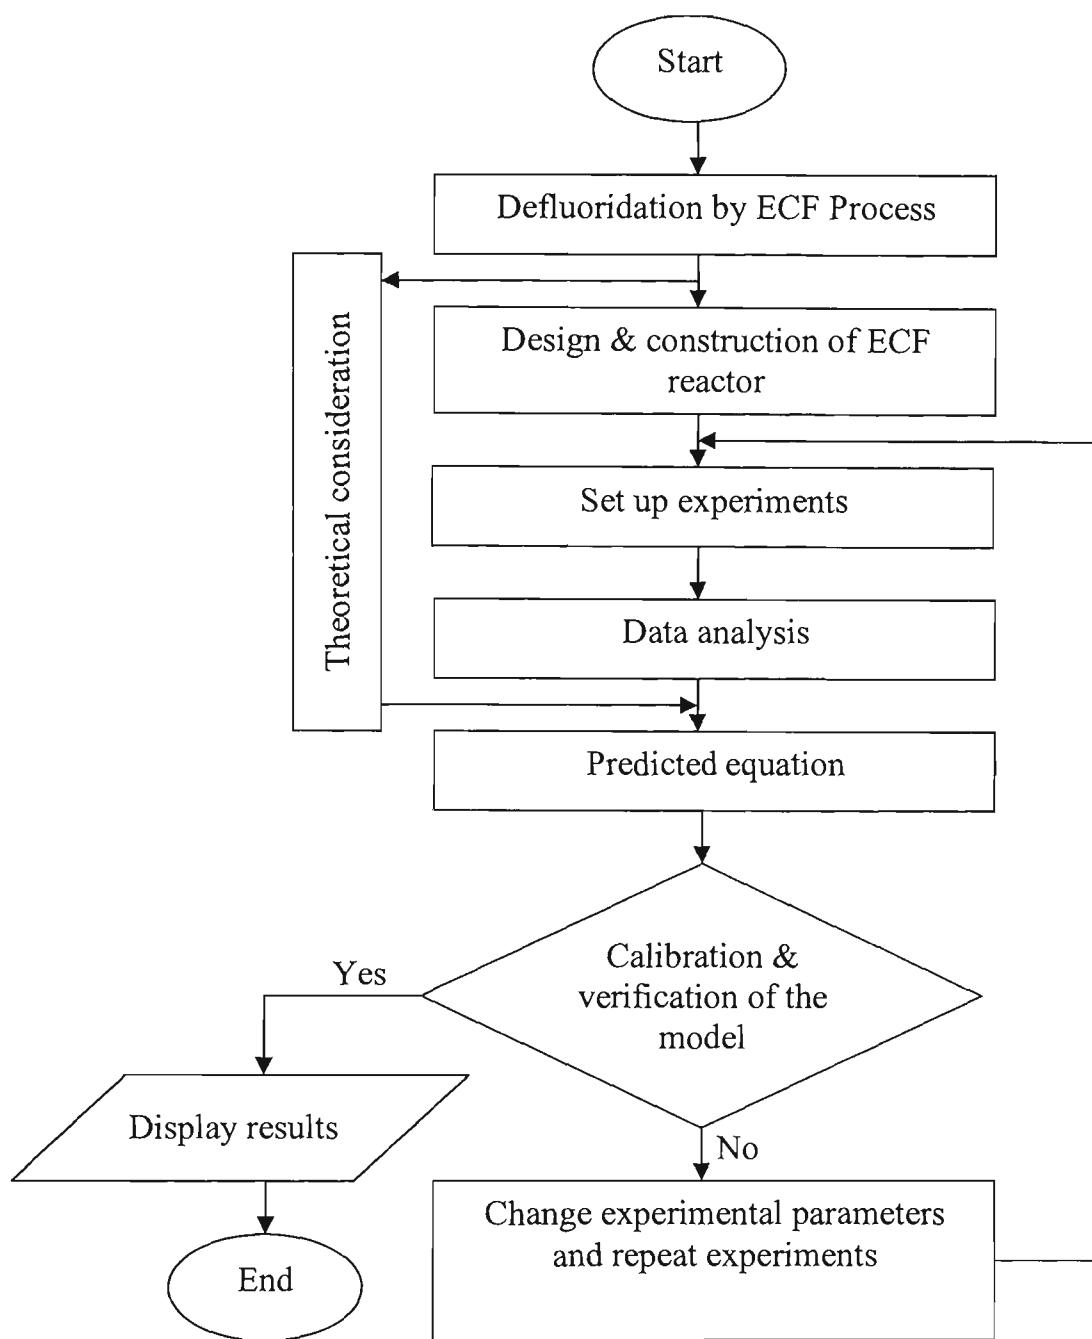 Start
Defluoridation by ECF Process
Theoretical consideration
Design & construction of ECF
reactor
Set up experiments
Data analysis
Predicted equation
Calibration &
verification of the
model
Yes
No
Display results
Change experimental parameters
and repeat experiments
End